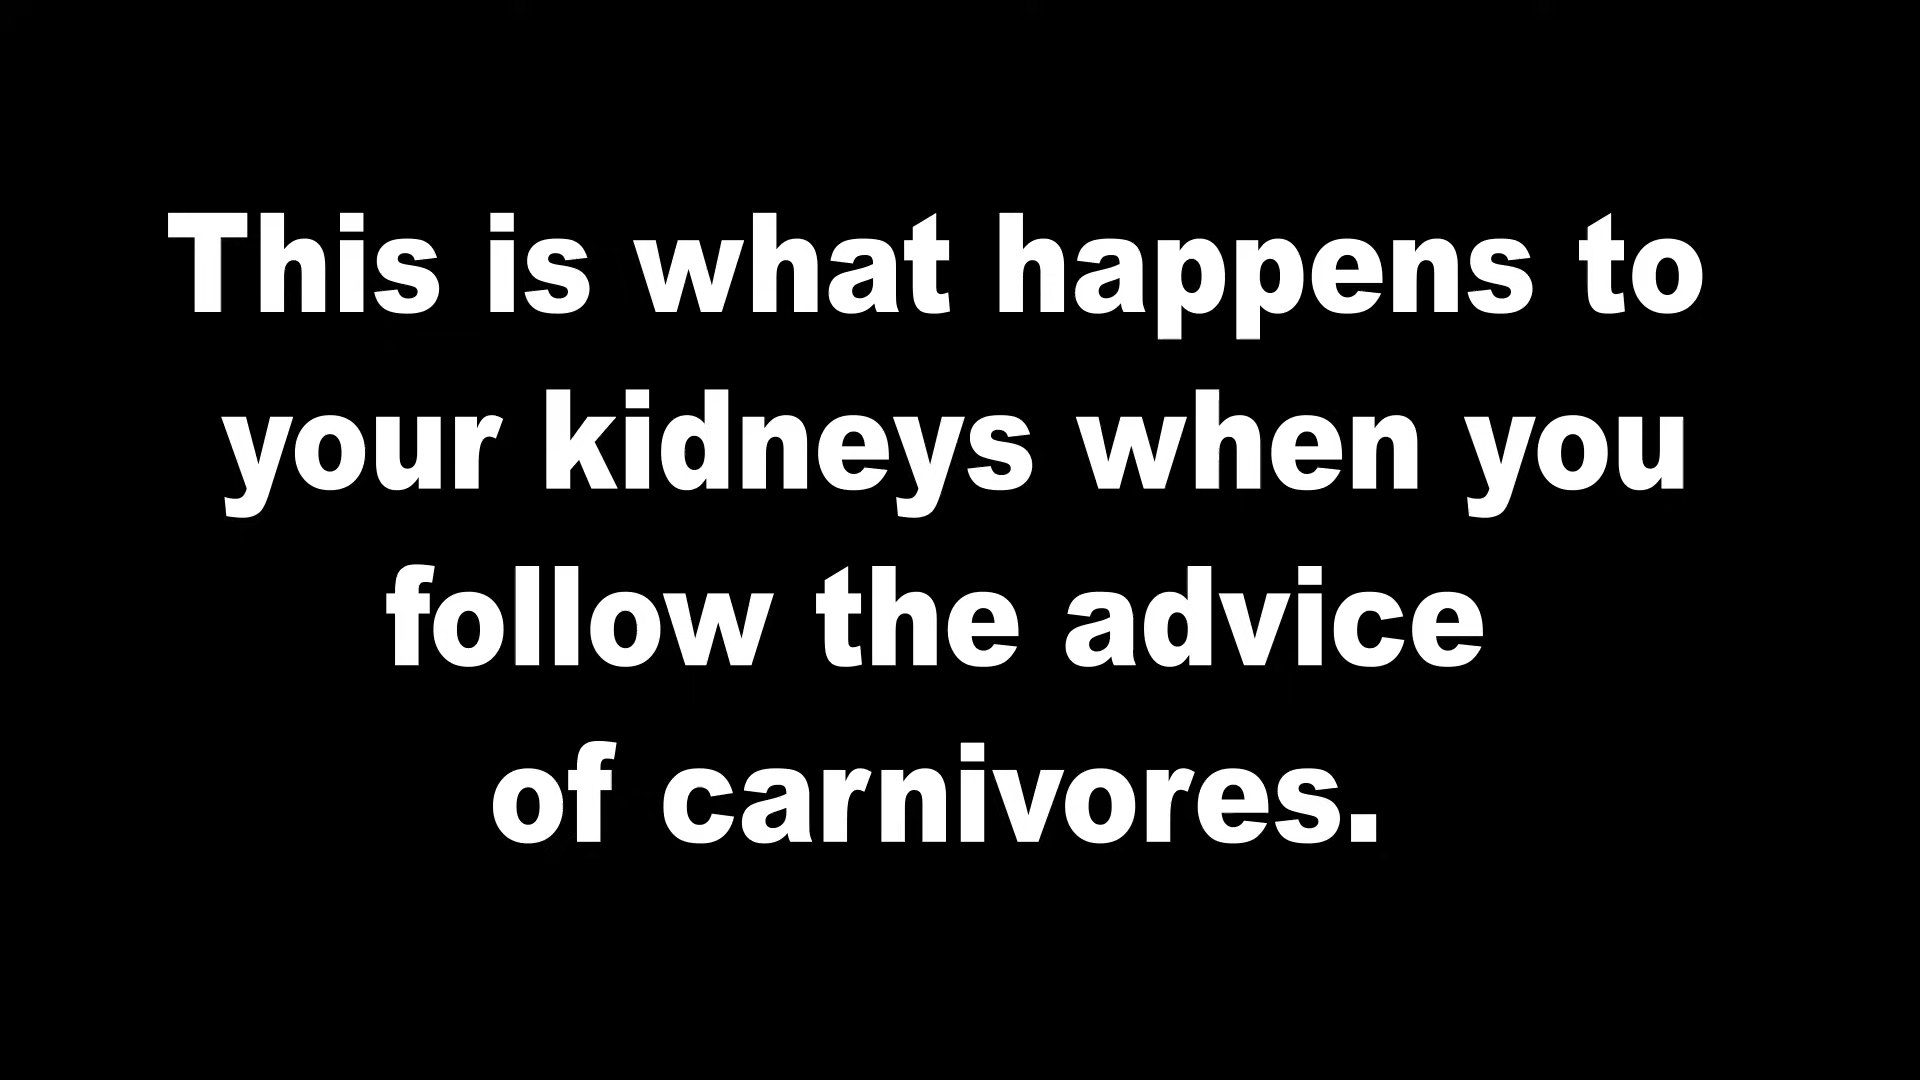 This is what happens to
your kidneys when you
follow the advice
of carnivores.